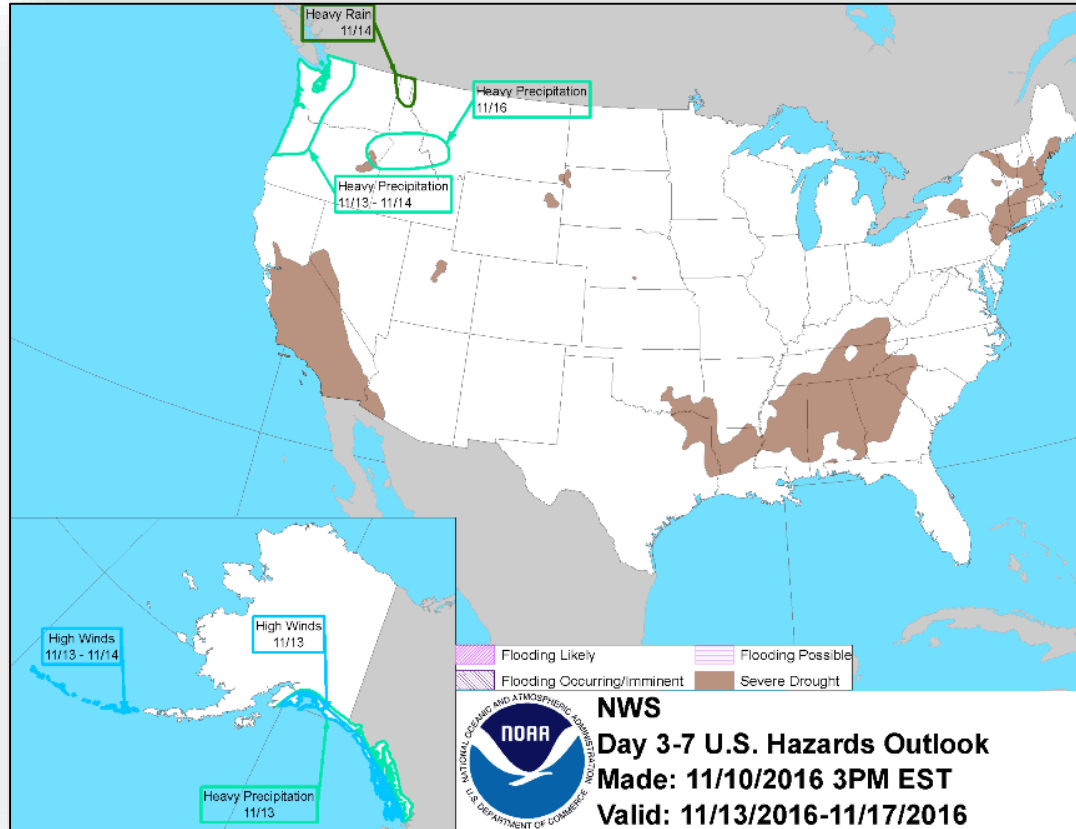 Heavy Rain
11/14
Heavy Precipitation
11/16
Heavy Precipitation
11/13 - 11/14
High Winds
11/13
High Winds
11/13 - 11/14
Heavy Precipitation
11/13
Flooding Likely
Flooding Possible
Flooding Occurring/Imminent
Severe Drought
NATIONAL OCEANIC AND ATMOSPHERIC ADMINISTRATION
NOAA
U.S. DEPARTMENT OF COMMERCE
NWS
Day 3-7 U.S. Hazards Outlook
Made: 11/10/2016 3PM EST
Valid: 11/13/2016-11/17/2016